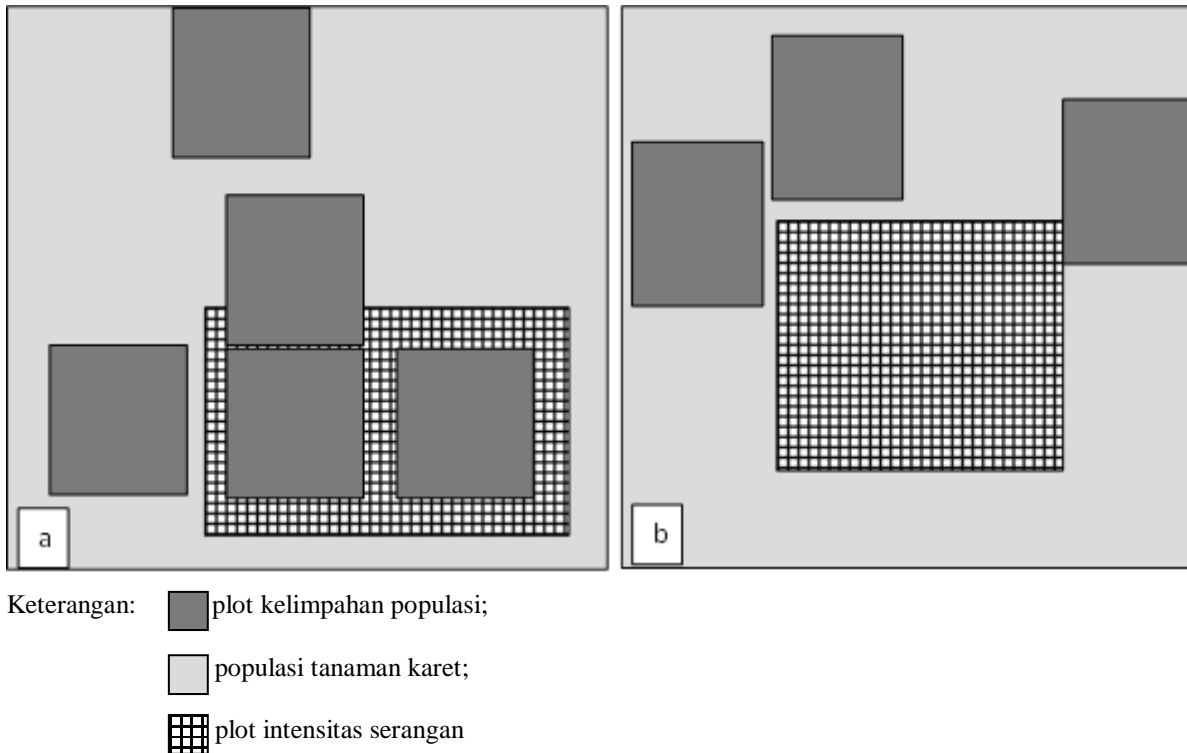 a
b
Keterangan: plot kelimpahan populasi;
populasi tanaman karet;
plot intensitas serangan